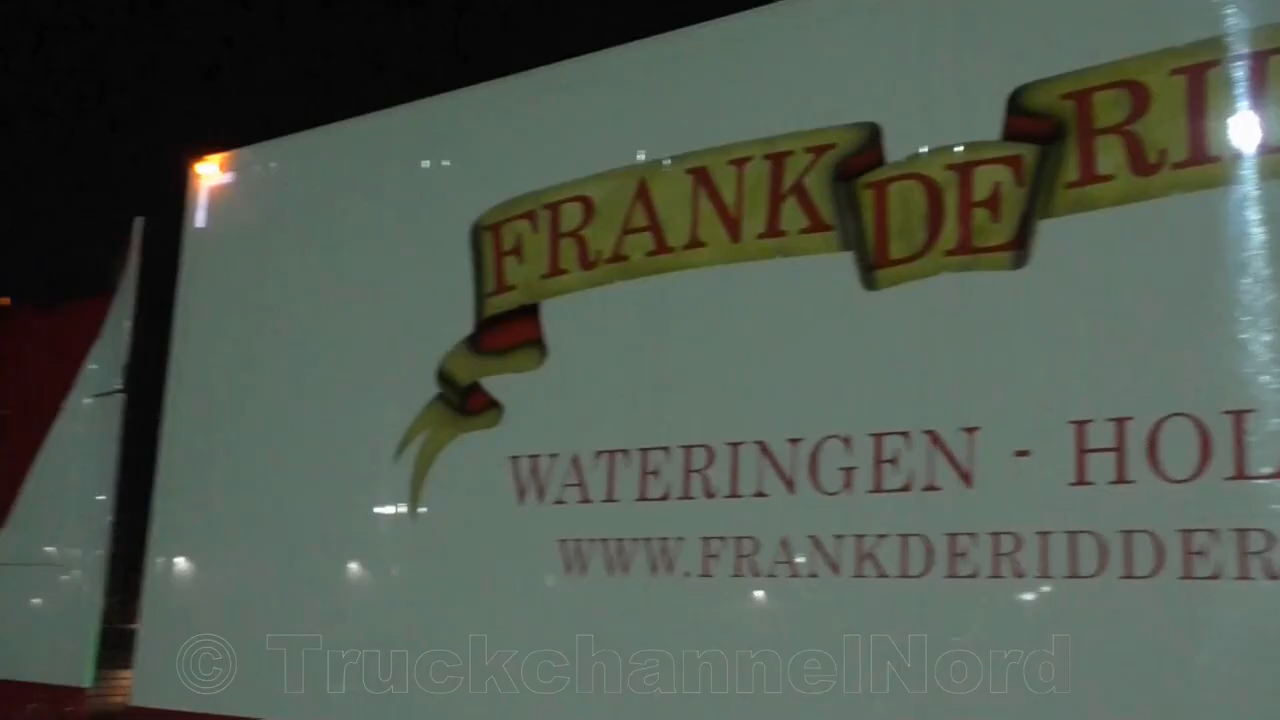 FRANK DE RI
WATERINGEN - HOL
WWW.FRANKDERIDDER
© TruckchannelNord